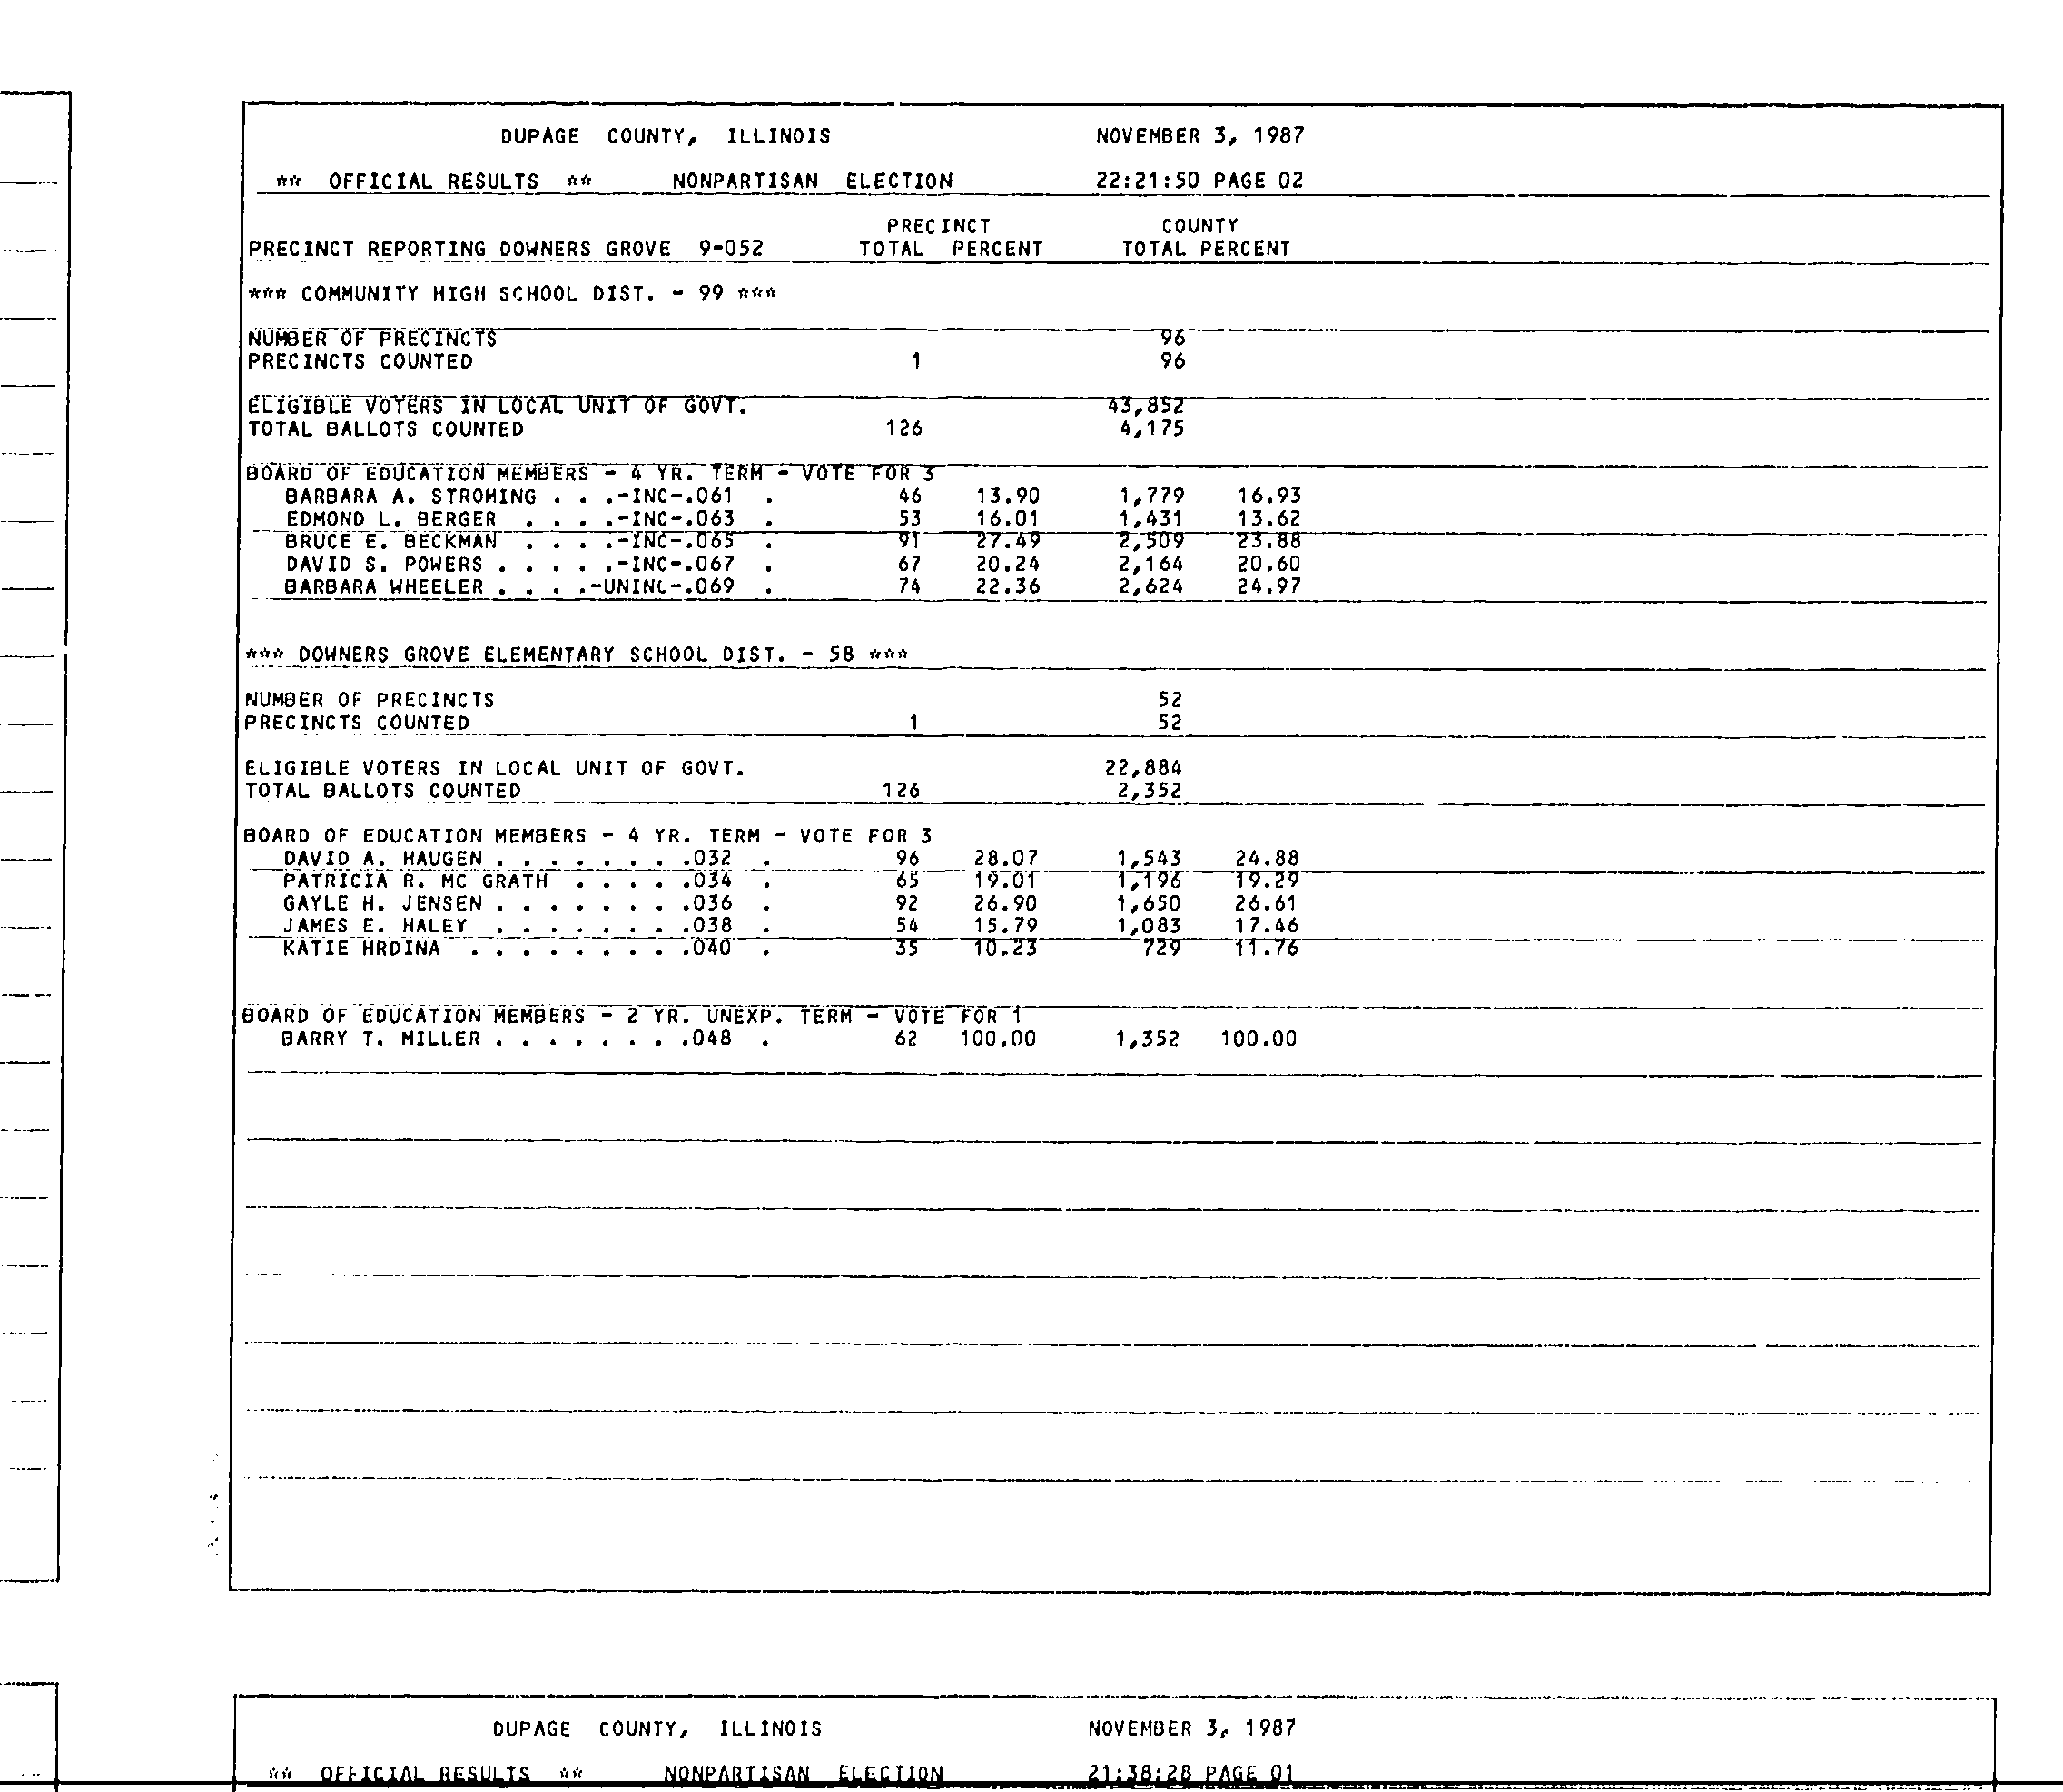 DUPAGE COUNTY, ILLINOIS NOVEMBER 3, 1987
** OFFICIAL RESULTS ** NONPARTISAN ELECTION 22:21:50 PAGE 02
PRECINCT COUNTY
PRECINCT REPORTING DOWNERS GROVE 9-052 TOTAL PERCENT TOTAL PERCENT
*** COMMUNITY HIGH SCHOOL DIST. - 99 ***
NUMBER OF PRECINCTS 96
PRECINCTS COUNTED 1 96
ELIGIBLE VOTERS IN LOCAL UNIT OF GOVT. 43,852
TOTAL BALLOTS COUNTED 126 4,175
BOARD OF EDUCATION MEMBERS - 4 YR. TERM - VOTE FOR 3
BARBARA A. STROMING . . .-INC-.061 . 46 13.90 1,779 16.93
EDMOND L. BERGER . . . .-INC-.063 . 53 16.01 1,431 13.62
BRUCE E. BECKMAN . . . .-INC-.065 . 91 27.49 2,509 23.88
DAVID S. POWERS . . . . .-INC-.067 . 67 20.24 2,164 20.60
BARBARA WHEELER . . . .-UNINC-.069 . 74 22.36 2,624 24.97
*** DOWNERS GROVE ELEMENTARY SCHOOL DIST. - 58 ***
NUMBER OF PRECINCTS 52
PRECINCTS COUNTED 1 52
ELIGIBLE VOTERS IN LOCAL UNIT OF GOVT. 22,884
TOTAL BALLOTS COUNTED 126 2,352
BOARD OF EDUCATION MEMBERS - 4 YR. TERM - VOTE FOR 3
DAVID A. HAUGEN . . . . . . . .032 . 96 28.07 1,543 24.88
PATRICIA R. MC GRATH . . . . .034 . 65 19.01 1,196 19.29
GAYLE H. JENSEN . . . . . . . .036 . 92 26.90 1,650 26.61
JAMES E. HALEY . . . . . . . .038 . 54 15.79 1,083 17.46
KATIE HRDINA . . . . . . . . .040 . 35 10.23 729 11.76
BOARD OF EDUCATION MEMBERS - 2 YR. UNEXP. TERM - VOTE FOR 1
BARRY T. MILLER . . . . . . . .048 . 62 100.00 1,352 100.00
DUPAGE COUNTY, ILLINOIS NOVEMBER 3, 1987
** OFFICIAL RESULTS ** NONPARTISAN ELECTION 21:38:28 PAGE 01